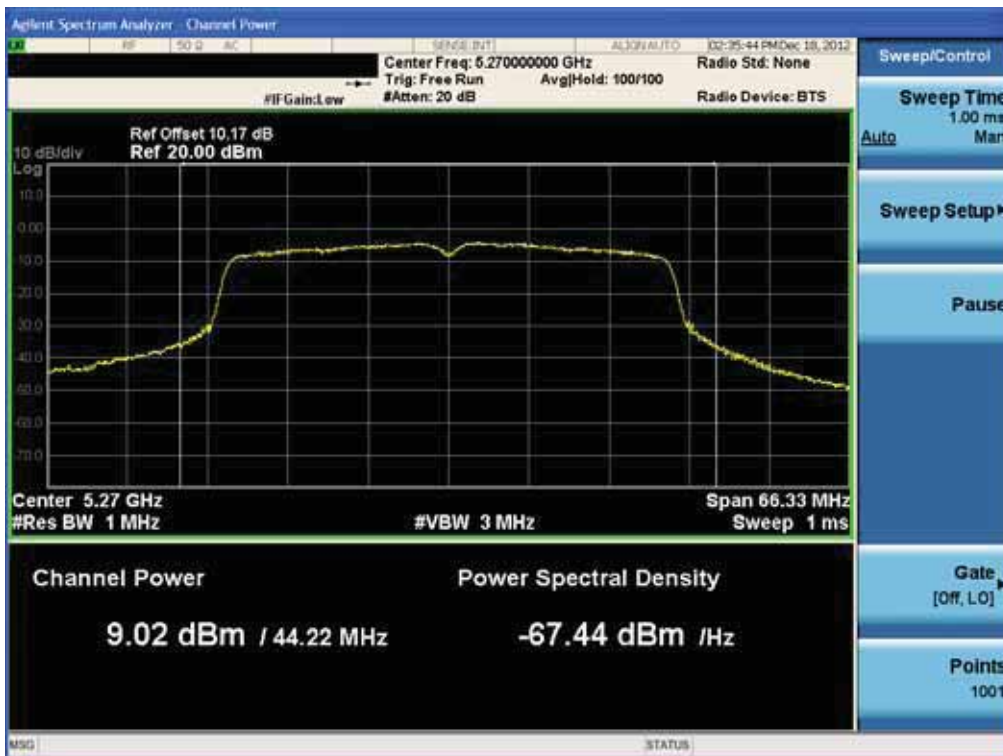 Agilent Spectrum Analyzer - Channel Power
RF 50 Ω AC SENSE:INT ALIGN AUTO 02:35:44 PM Dec 18, 2012
Center Freq: 5.270000000 GHz Radio Std: None
Trig: Free Run Avg|Hold: 100/100
#IFGain:Low #Atten: 20 dB Radio Device: BTS
Ref Offset 10.17 dB
10 dB/div Ref 20.00 dBm
Log
10.0
0.00
-10.0
-20.0
-30.0
-40.0
-50.0
-60.0
-70.0
Center 5.27 GHz Span 66.33 MHz
#Res BW 1 MHz #VBW 3 MHz Sweep 1 ms
Channel Power Power Spectral Density
9.02 dBm / 44.22 MHz -67.44 dBm /Hz
MSG STATUS
Sweep/Control
Sweep Time
1.00 ms
Auto Man
Sweep Setup
Pause
Gate
[Off, LO]
Points
1001